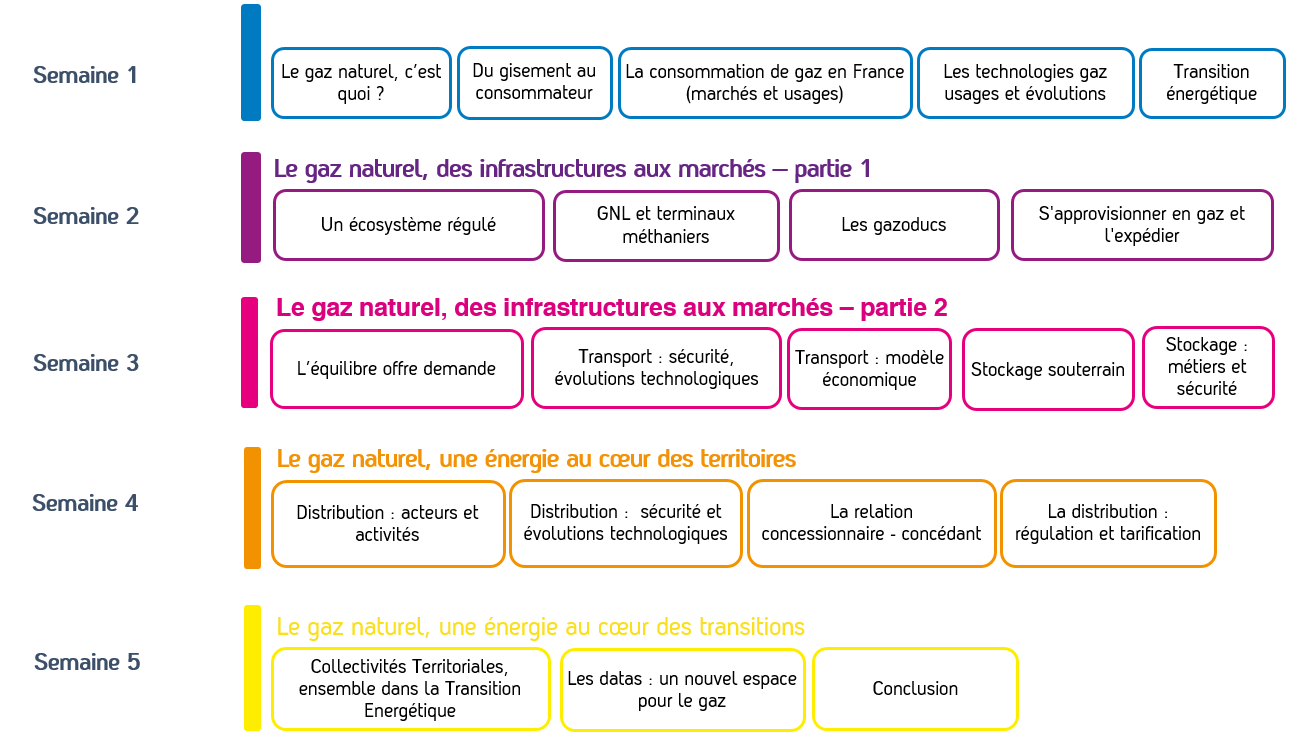 Semaine 1
Le gaz naturel, c’est
quoi ?
Du gisement au
consommateur
La consommation de gaz en France
(marchés et usages)
Les technologies gaz
usages et évolutions
Transition
énergétique
Semaine 2
Le gaz naturel, des infrastructures aux marchés – partie 1
Un écosystème régulé
GNL et terminaux
méthaniers
Les gazoducs
S'approvisionner en gaz et
l'expédier
Semaine 3
Le gaz naturel, des infrastructures aux marchés – partie 2
L’équilibre offre demande
Transport : sécurité,
évolutions technologiques
Transport : modèle
économique
Stockage souterrain
Stockage :
métiers et
sécurité
Semaine 4
Le gaz naturel, une énergie au cœur des territoires
Distribution : acteurs et
activités
Distribution :  sécurité et
évolutions technologiques
La relation
concessionnaire - concédant
La distribution :
régulation et tarification
Semaine 5
Le gaz naturel, une énergie au cœur des transitions
Collectivités Territoriales,
ensemble dans la Transition
Energétique
Les datas : un nouvel espace
pour le gaz
Conclusion